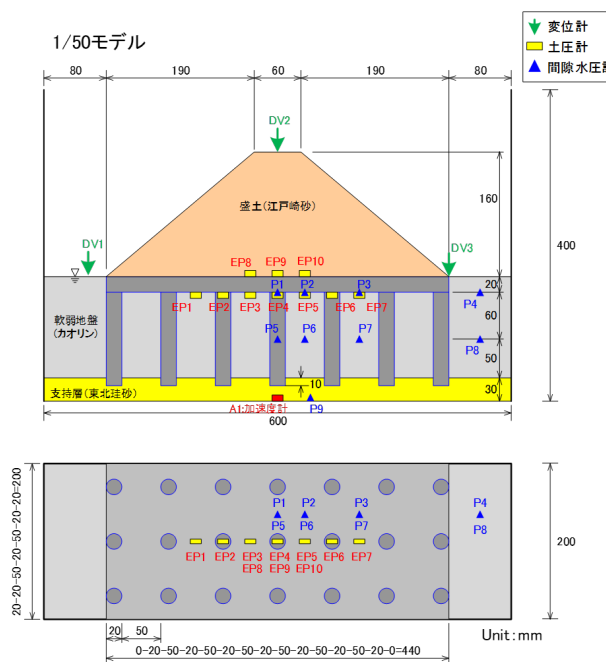 変位計
土圧計
間隙水圧計
1/50モデル
80 190 60 190 80
DV2
盛土(江戸崎砂)
160
400
DV1
DV3
EP8 EP9 EP10
P1 P2 P3
20
EP1 EP2 EP3 EP4 EP5 EP6 EP7
P4
60
軟弱地盤
(カオリン)
P5 P6 P7
P8
50
10
支持層(東北珪砂)
30
A1:加速度計
P9
600
20-20-50-20-50-20-20=200
P1 P2 P3 P4
P5 P6 P7 P8
200
EP1 EP2 EP3 EP4 EP5 EP6 EP7
EP8 EP9 EP10
20 50
Unit:mm
0-20-50-20-50-20-50-20-50-20-50-20-50-20-0=440